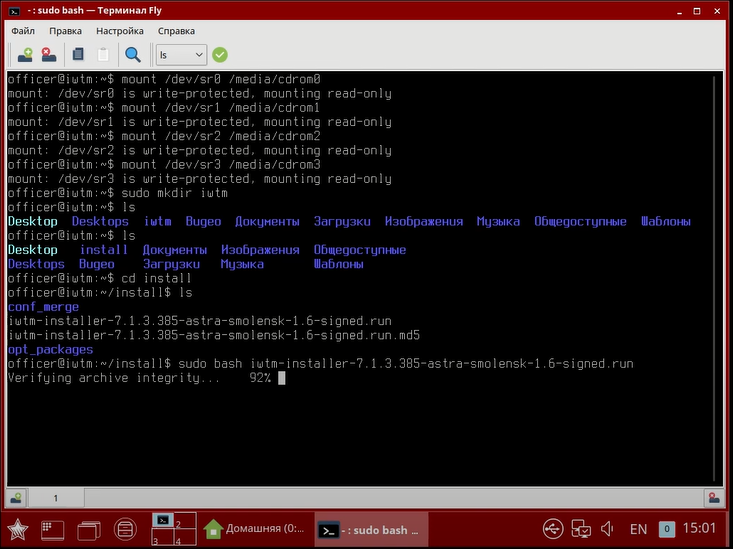 - : sudo bash — Терминал Fly
Файл Правка Настройка Справка
ls
officer@iwtm:~$ mount /dev/sr0 /media/cdrom0
mount: /dev/sr0 is write-protected, mounting read-only
officer@iwtm:~$ mount /dev/sr1 /media/cdrom1
mount: /dev/sr1 is write-protected, mounting read-only
officer@iwtm:~$ mount /dev/sr2 /media/cdrom2
mount: /dev/sr2 is write-protected, mounting read-only
officer@iwtm:~$ mount /dev/sr3 /media/cdrom3
mount: /dev/sr3 is write-protected, mounting read-only
officer@iwtm:~$ sudo mkdir iwtm
officer@iwtm:~$ ls
Desktop Desktops iwtm Видео Документы Загрузки Изображения Музыка Общедоступные Шаблоны
officer@iwtm:~$ ls
Desktop install Документы Изображения Общедоступные
Desktops Видео Загрузки Музыка Шаблоны
officer@iwtm:~$ cd install
officer@iwtm:~/install$ ls
conf_merge
iwtm-installer-7.1.3.385-astra-smolensk-1.6-signed.run
iwtm-installer-7.1.3.385-astra-smolensk-1.6-signed.run.md5
opt_packages
officer@iwtm:~/install$ sudo bash iwtm-installer-7.1.3.385-astra-smolensk-1.6-signed.run
Verifying archive integrity... 92%
1
2
3 4
Домашняя (0:...
- : sudo bash ...
EN
0
15:01